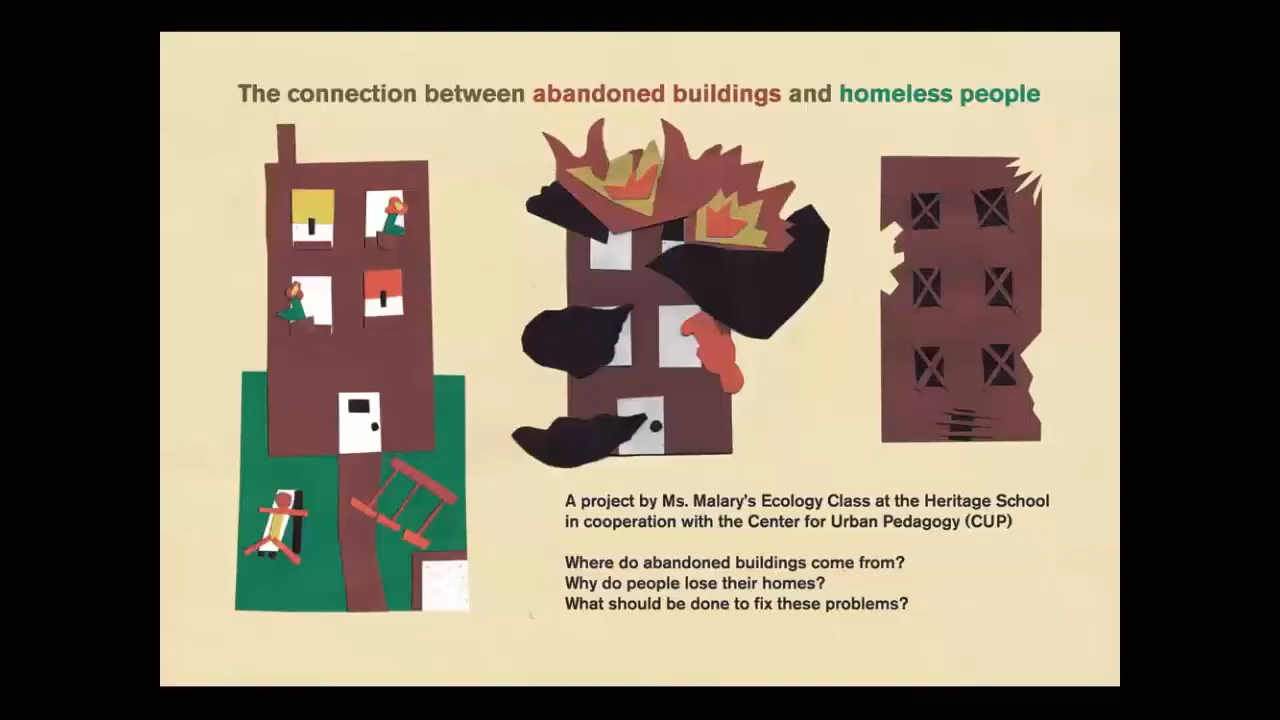 The connection between abandoned buildings and homeless people
A project by Ms. Malary's Ecology Class at the Heritage School
in cooperation with the Center for Urban Pedagogy (CUP)
Where do abandoned buildings come from?
Why do people lose their homes?
What should be done to fix these problems?